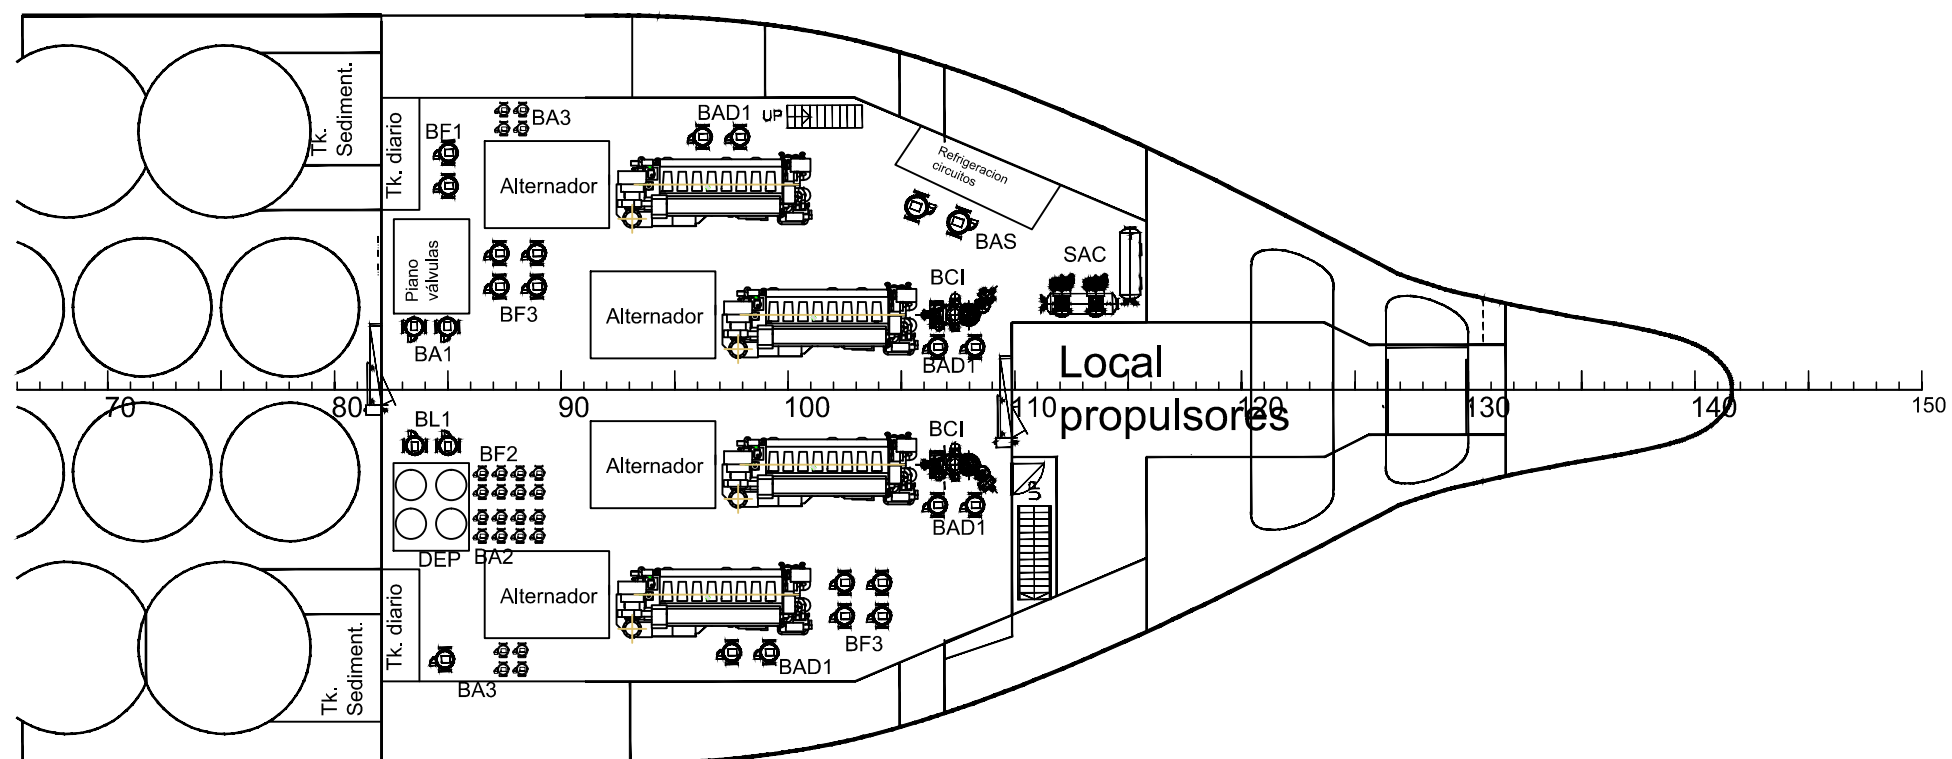 Tk.
Sediment.
Tk. diario
BF1
BA3
BAD1
UP
Alternador
Refrigeracion
circuitos
BAS
Piano
válvulas
BF3
BA1
Alternador
BCI
BAD1
SAC
Local
propulsores
70
80
90
100
110
120
130
140
150
BL1
BF2
DEP
BA2
Alternador
BCI
BAD1
UP
Alternador
Tk. diario
Tk.
Sediment.
BA3
BAD1
BF3